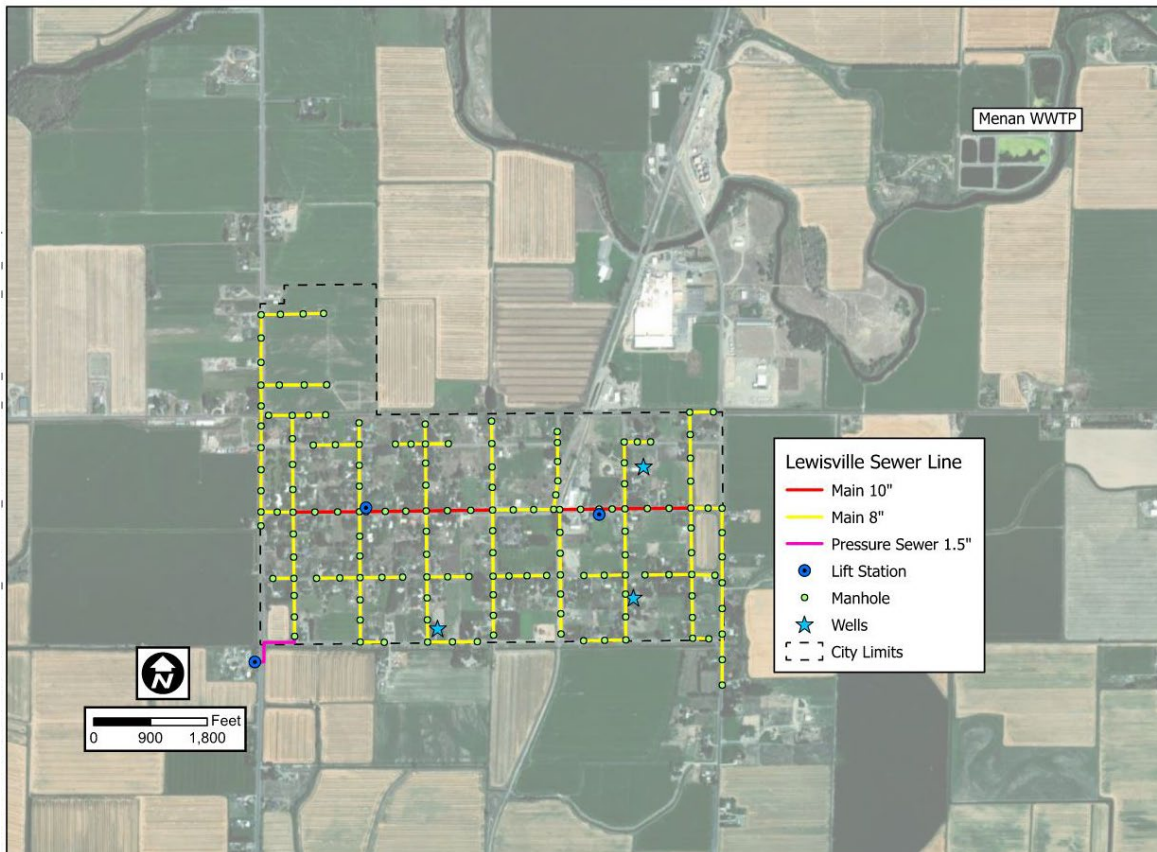 Menan WWTP
Lewisville Sewer Line
Main 10"
Main 8"
Pressure Sewer 1.5"
Lift Station
Manhole
Wells
City Limits
N
Feet
0 900 1,800